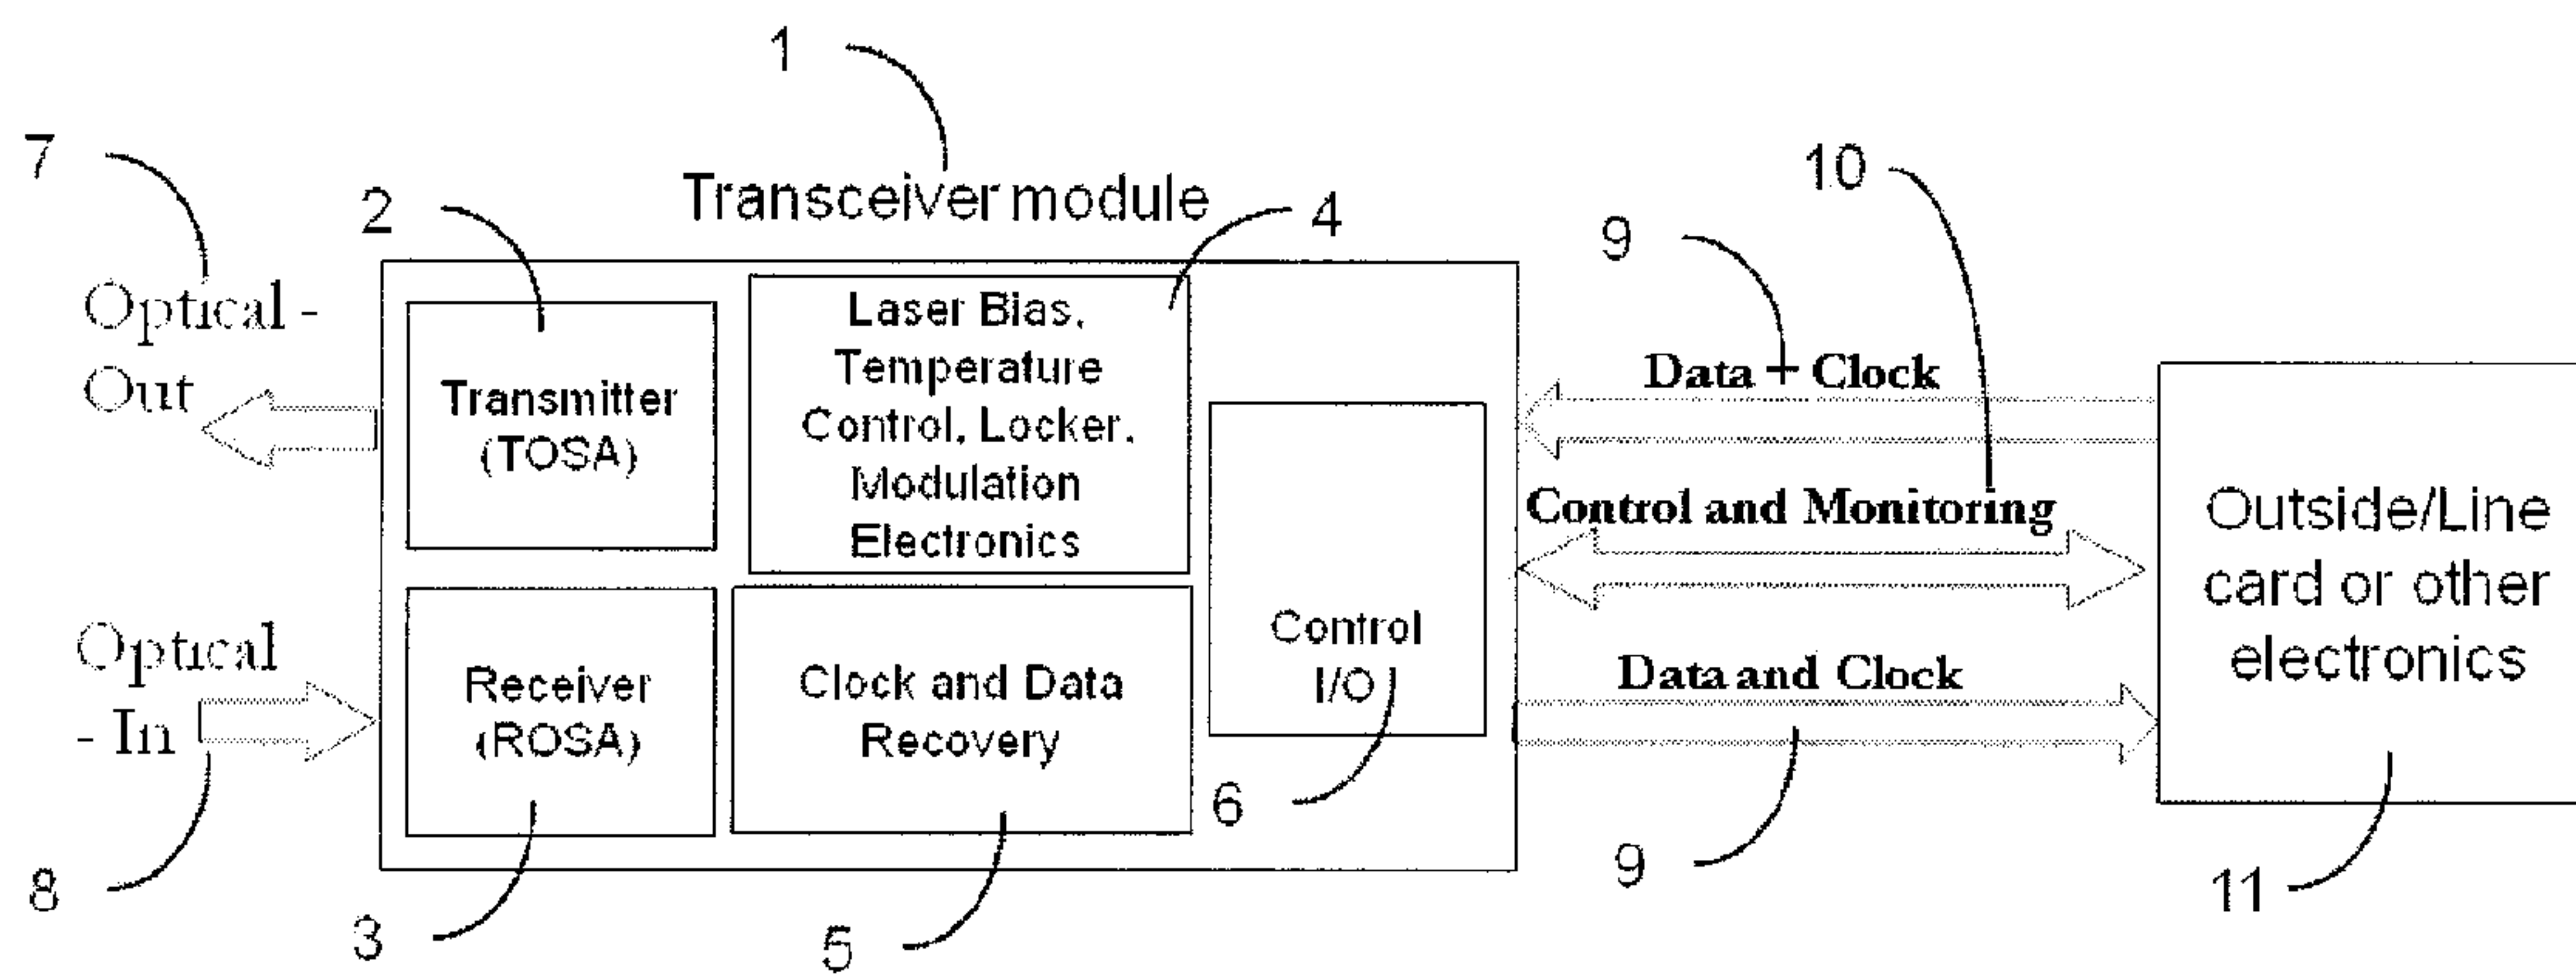 1
7
10
2
Transceiver module
4
9
Optical -
Out
Laser Bias,
Temperature
Control, Locker,
Modulation
Electronics
Transmitter
(TOSA)
Data + Clock
Control and Monitoring
Outside/Line
card or other
electronics
Optical
- In
Receiver
(ROSA)
Clock and Data
Recovery
Control
I/O
Data and Clock
6
8
3
5
9
11